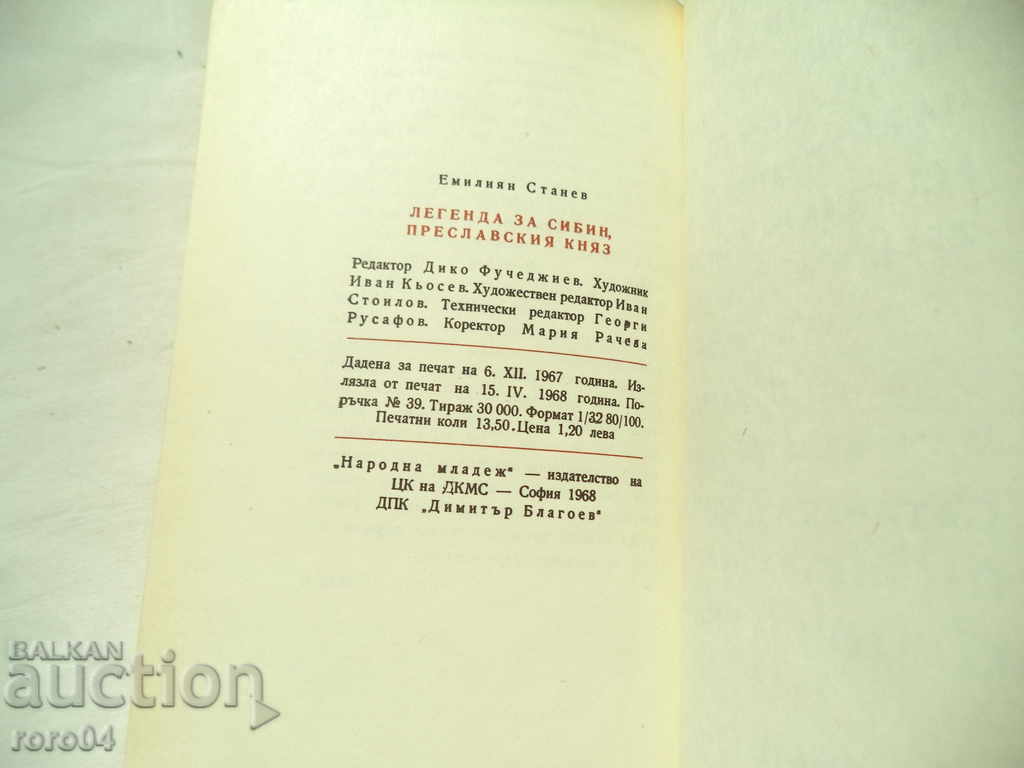 Емилиян Станев
ЛЕГЕНДА ЗА СИБИН,
ПРЕСЛАВСКИЯ КНЯЗ
Редактор Дико Фучеджиев. Художник
Иван Кьосев. Художествен редактор Иван
Стоилов. Технически редактор Георги
Русафов. Коректор Мария Рачева
Дадена за печат на 6. XII. 1967 година. Из-
лязла от печат на 15. IV. 1968 година. По-
ръчка № 39. Тираж 30 000. Формат 1/32 80/100.
Печатни коли 13,50. Цена 1,20 лева
„Народна младеж“ — издателство на
ЦК на ДКМС — София 1968
ДПК „Димитър Благоев“
BALKAN
auction
roro04